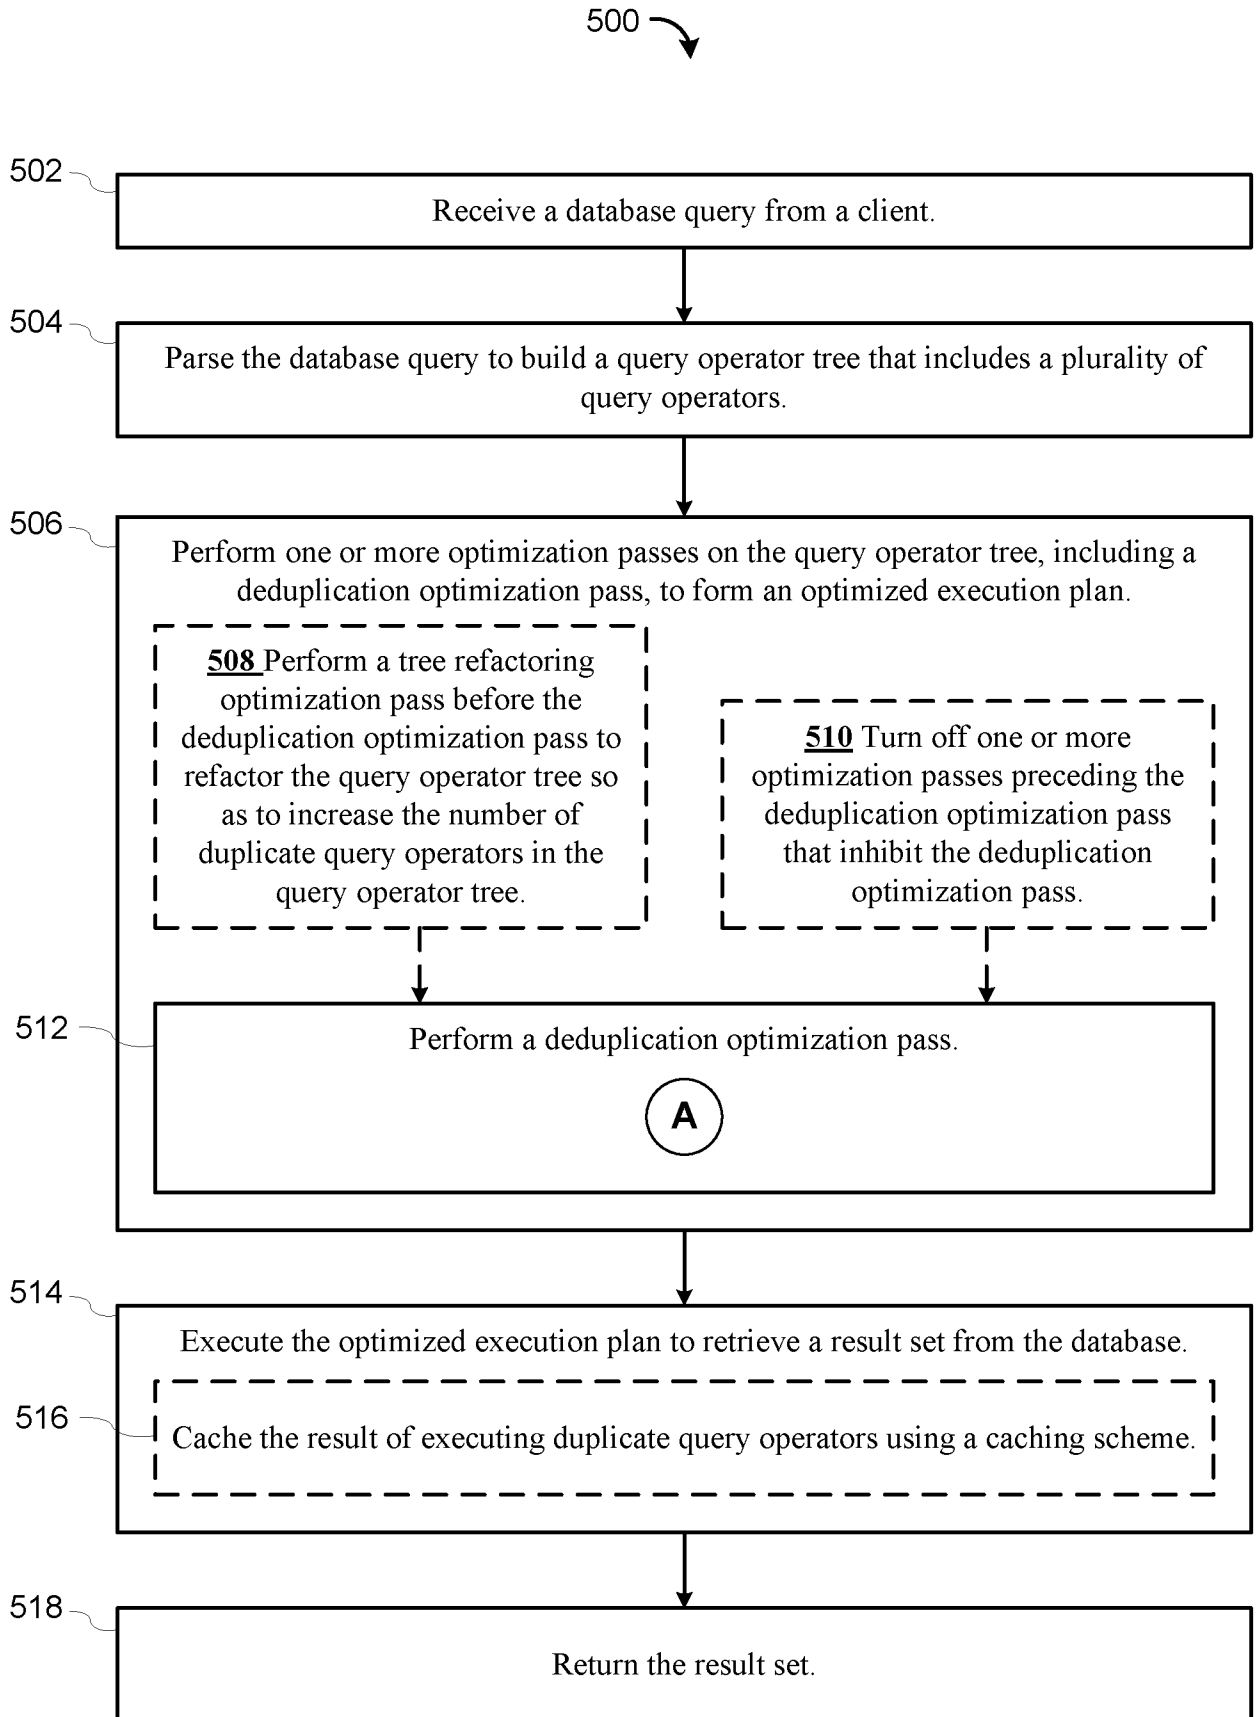 500
502
Receive a database query from a client.
504
Parse the database query to build a query operator tree that includes a plurality of
query operators.
506
Perform one or more optimization passes on the query operator tree, including a
deduplication optimization pass, to form an optimized execution plan.
508 Perform a tree refactoring
optimization pass before the
deduplication optimization pass to
refactor the query operator tree so
as to increase the number of
duplicate query operators in the
query operator tree.
510 Turn off one or more
optimization passes preceding the
deduplication optimization pass
that inhibit the deduplication
optimization pass.
512
Perform a deduplication optimization pass.
A
514
Execute the optimized execution plan to retrieve a result set from the database.
516
Cache the result of executing duplicate query operators using a caching scheme.
518
Return the result set.